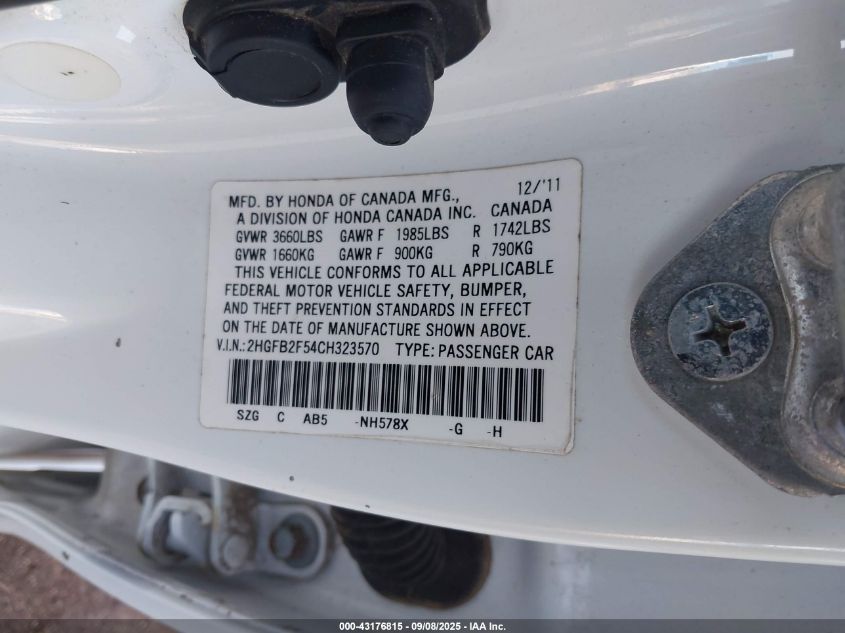 MFD. BY HONDA OF CANADA MFG., 12/'11
A DIVISION OF HONDA CANADA INC. CANADA
GVWR 3660LBS GAWR F 1985LBS R 1742LBS
GVWR 1660KG GAWR F 900KG R 790KG
THIS VEHICLE CONFORMS TO ALL APPLICABLE
FEDERAL MOTOR VEHICLE SAFETY, BUMPER,
AND THEFT PREVENTION STANDARDS IN EFFECT
ON THE DATE OF MANUFACTURE SHOWN ABOVE.
V.I.N.:2HGFB2F54CH323570 TYPE:PASSENGER CAR
SZG C AB5 -NH578X -G -H
000-43176815 - 09/08/2025 - IAA Inc.